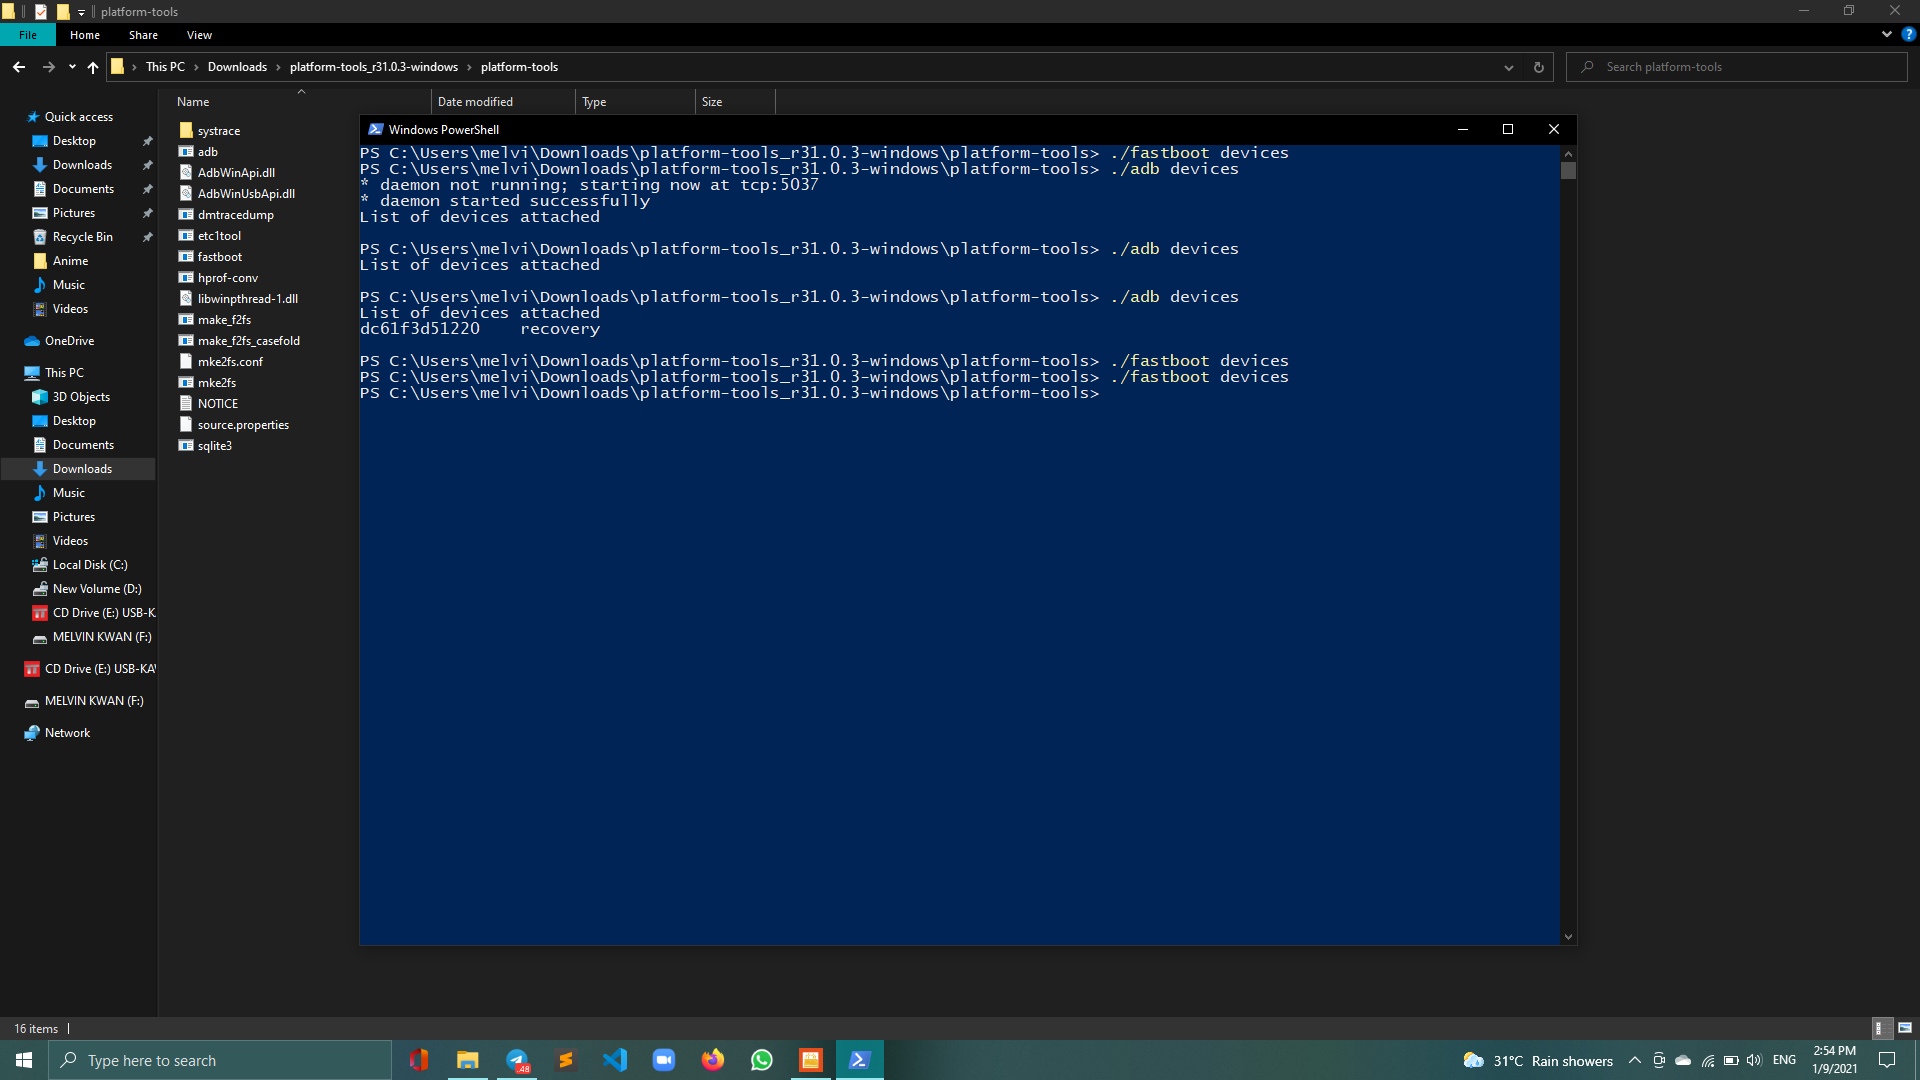 platform-tools
File Home Share View
This PC Downloads platform-tools_r31.0.3-windows platform-tools
Search platform-tools
Quick access
Desktop
Downloads
Documents
Pictures
Recycle Bin
Anime
Music
Videos
OneDrive
This PC
3D Objects
Desktop
Documents
Downloads
Music
Pictures
Videos
Local Disk (C:)
New Volume (D:)
CD Drive (E:) USB-K
MELVIN KWAN (F:)
CD Drive (E:) USB-KA
MELVIN KWAN (F:)
Network
Name Date modified Type Size
systrace
adb
AdbWinApi.dll
AdbWinUsbApi.dll
dmtracedump
etc1tool
fastboot
hprof-conv
libwinpthread-1.dll
make_f2fs
make_f2fs_casefold
mke2fs.conf
mke2fs
NOTICE
source.properties
sqlite3
Windows PowerShell
PS C:\Users\melvi\Downloads\platform-tools_r31.0.3-windows\platform-tools> ./fastboot devices
PS C:\Users\melvi\Downloads\platform-tools_r31.0.3-windows\platform-tools> ./adb devices
* daemon not running; starting now at tcp:5037
* daemon started successfully
List of devices attached
PS C:\Users\melvi\Downloads\platform-tools_r31.0.3-windows\platform-tools> ./adb devices
List of devices attached
PS C:\Users\melvi\Downloads\platform-tools_r31.0.3-windows\platform-tools> ./adb devices
List of devices attached
dc61f3d51220 recovery
PS C:\Users\melvi\Downloads\platform-tools_r31.0.3-windows\platform-tools> ./fastboot devices
PS C:\Users\melvi\Downloads\platform-tools_r31.0.3-windows\platform-tools> ./fastboot devices
PS C:\Users\melvi\Downloads\platform-tools_r31.0.3-windows\platform-tools>
16 items
Type here to search
.48
31°C Rain showers
ENG
2:54 PM
1/9/2021